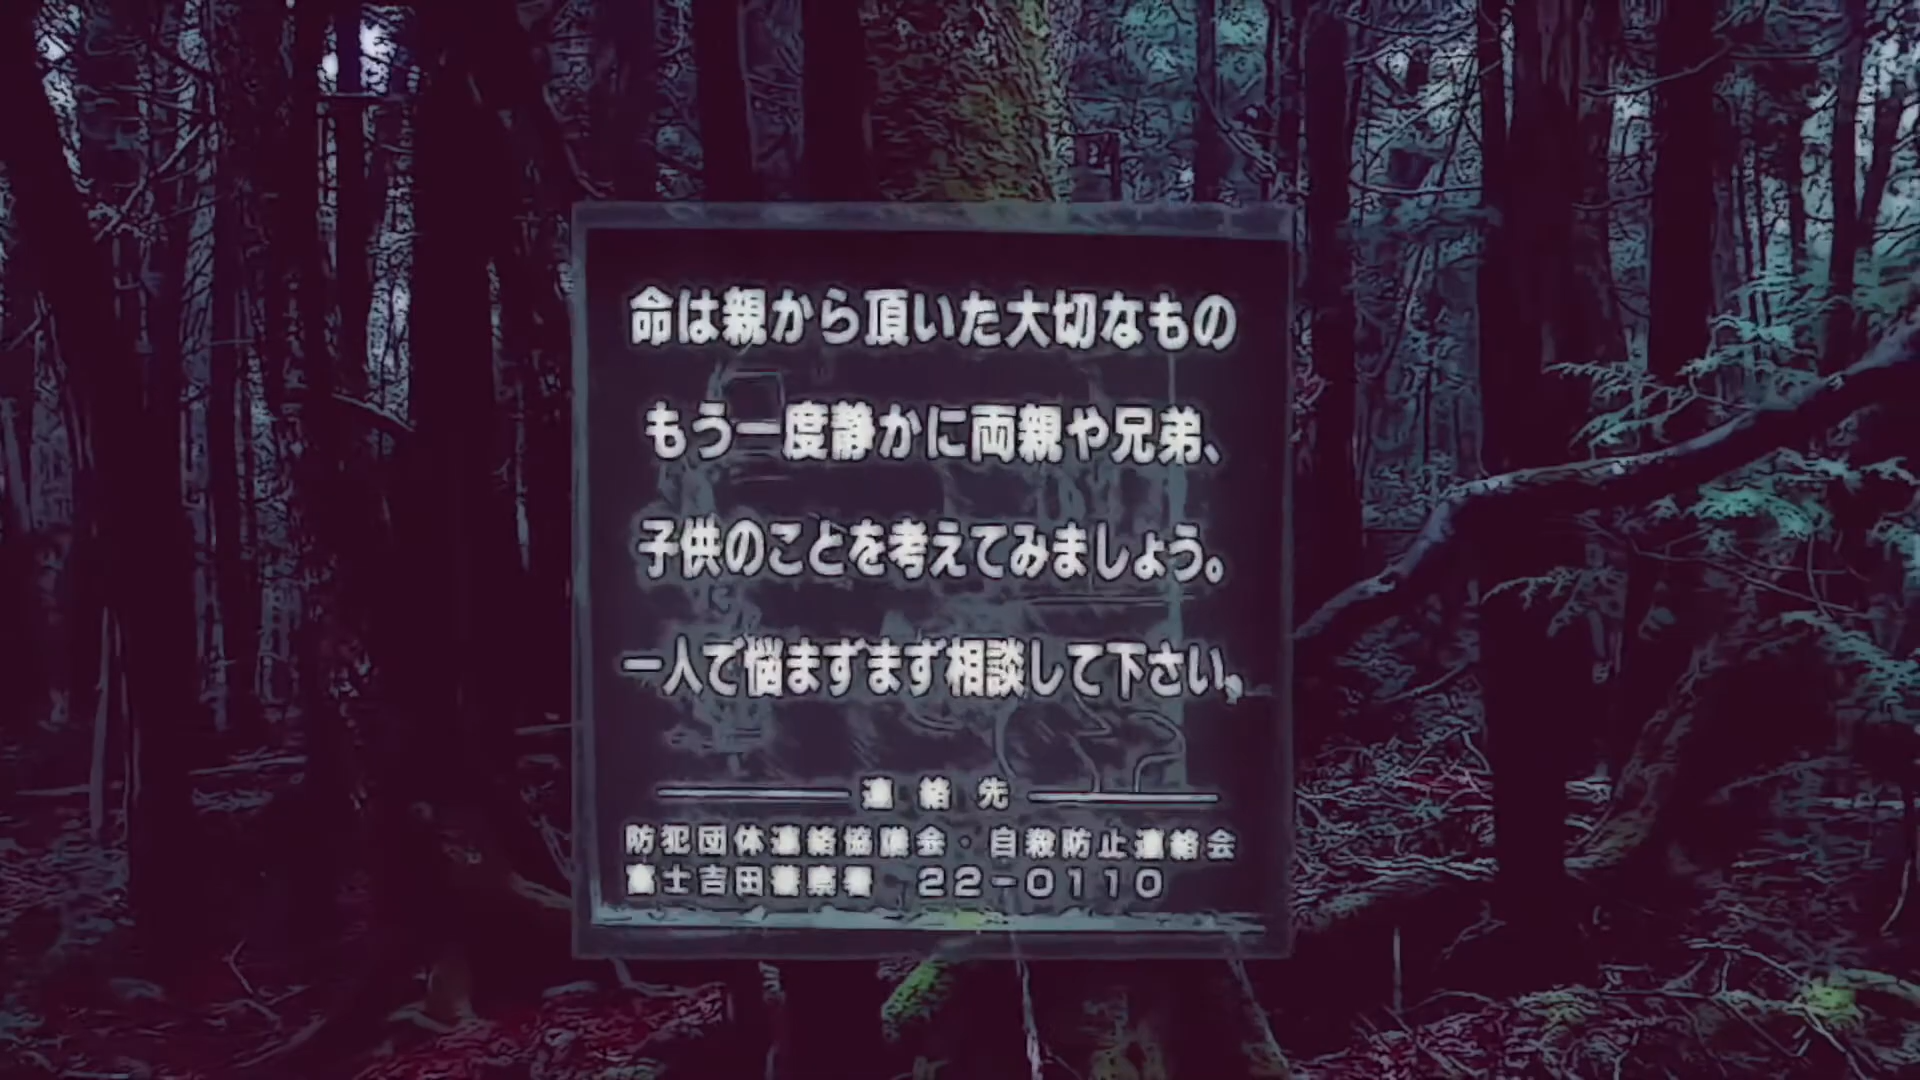 命は親から頂いた大切なもの
もう一度静かに両親や兄弟、
子供のことを考えてみましょう。
一人で悩まずまず相談して下さい。
連絡先
防犯団体連絡協議会・自殺防止連絡会
富士吉田警察署 22-0110